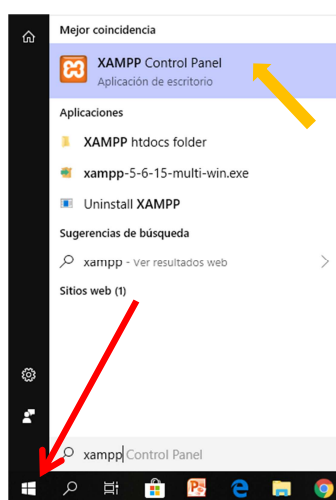 Mejor coincidencia
XAMPP Control Panel
Aplicación de escritorio
Aplicaciones
XAMPP htdocs folder
xampp-5-6-15-multi-win.exe
Uninstall XAMPP
Sugerencias de búsqueda
xampp - Ver resultados web
Sitios web (1)
xampp Control Panel